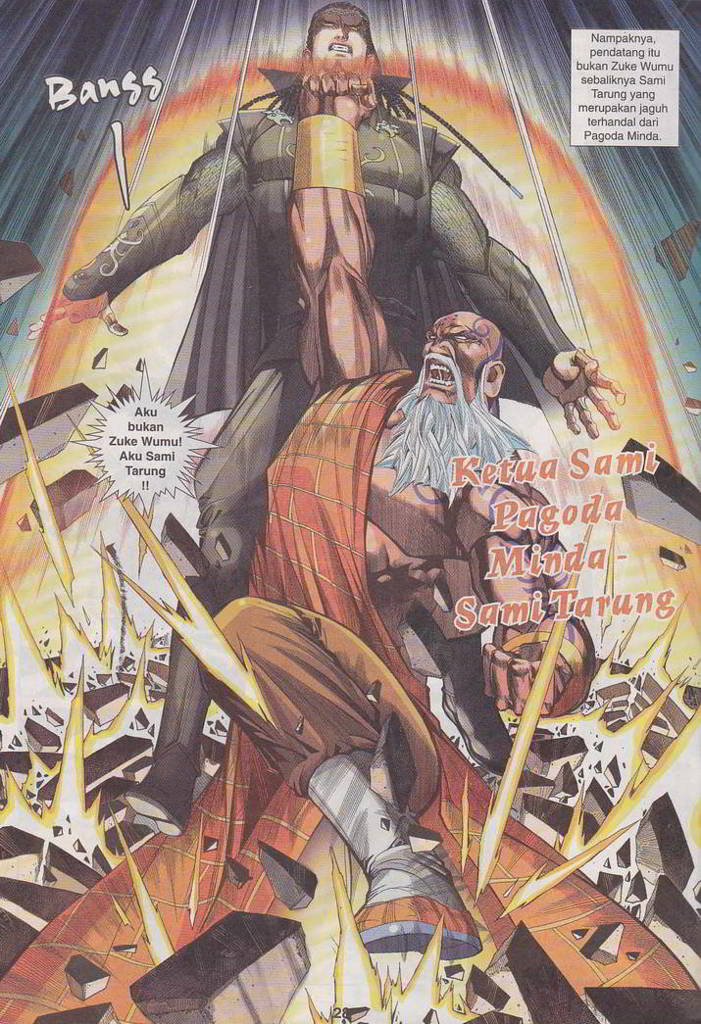 Nampaknya,
pendatang itu
bukan Zuke Wumu
sebaliknya Sami
Tarung yang
merupakan jaguh
terhandal dari
Pagoda Minda.
Bangs
!
Aku
bukan
Zuke Wumu!
Aku Sami
Tarung
!!
Ketua Sami
Pagoda
Minda -
Sami Tarung